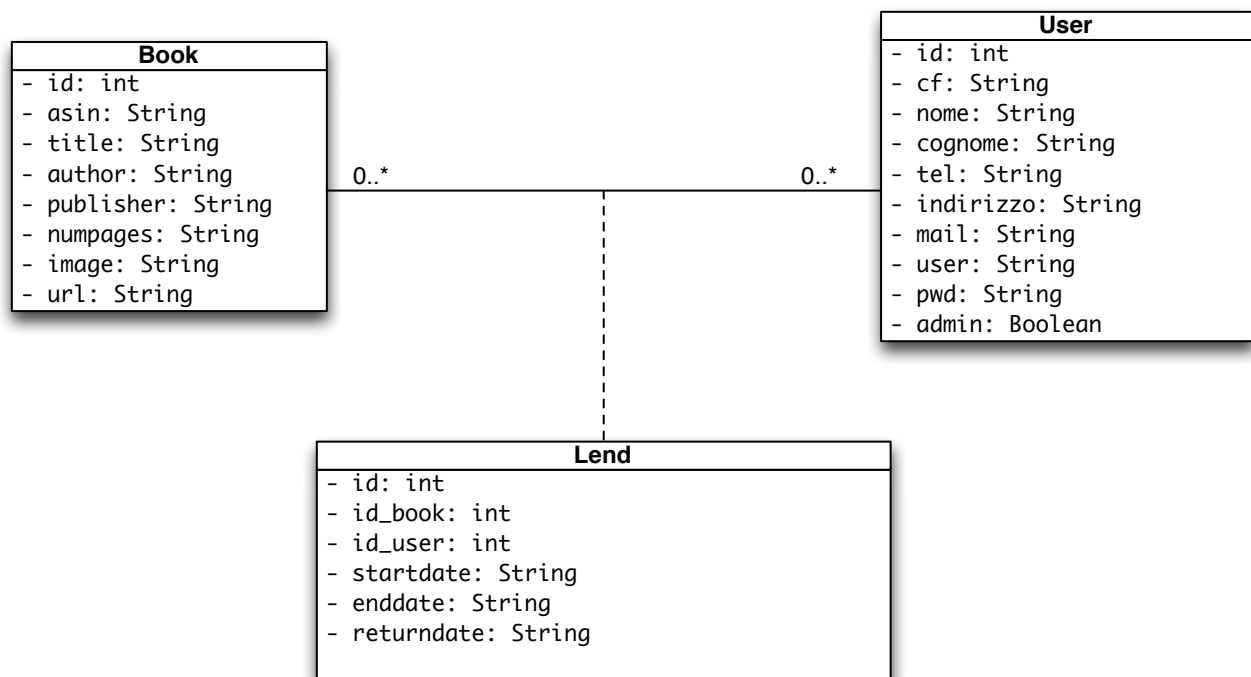 Book
- id: int
- asin: String
- title: String
- author: String
- publisher: String
- numpages: String
- image: String
- url: String
0..*
0..*
User
- id: int
- cf: String
- nome: String
- cognome: String
- tel: String
- indirizzo: String
- mail: String
- user: String
- pwd: String
- admin: Boolean
Lend
- id: int
- id_book: int
- id_user: int
- startdate: String
- enddate: String
- returndate: String